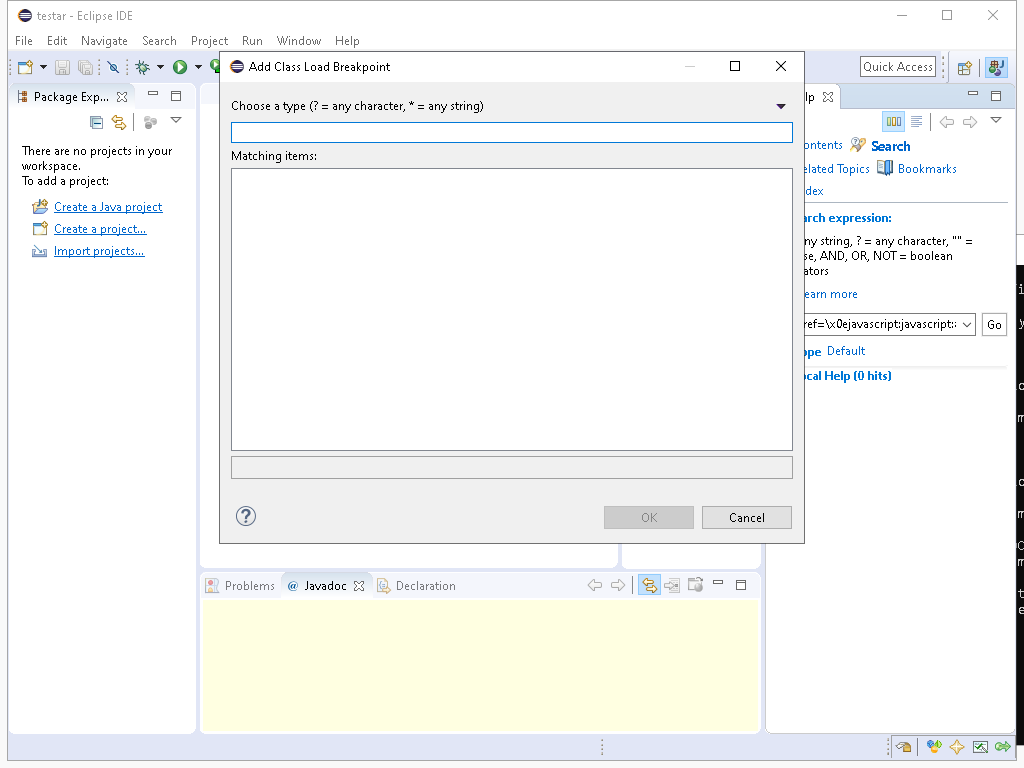 testar - Eclipse IDE
File Edit Navigate Search Project Run Window Help
Quick Access
Package Exp...
There are no projects in your
workspace.
To add a project:
Create a Java project
Create a project...
Import projects...
Add Class Load Breakpoint
Choose a type (? = any character, * = any string)
Matching items:
OK
Cancel
lp
ontents
Search
elated Topics
Bookmarks
dex
rch expression:
ny string, ? = any character, "" =
se, AND, OR, NOT = boolean
ators
earn more
ref=\x0ejavascript:javascript:
Go
ope Default
ocal Help (0 hits)
Problems
@ Javadoc
Declaration